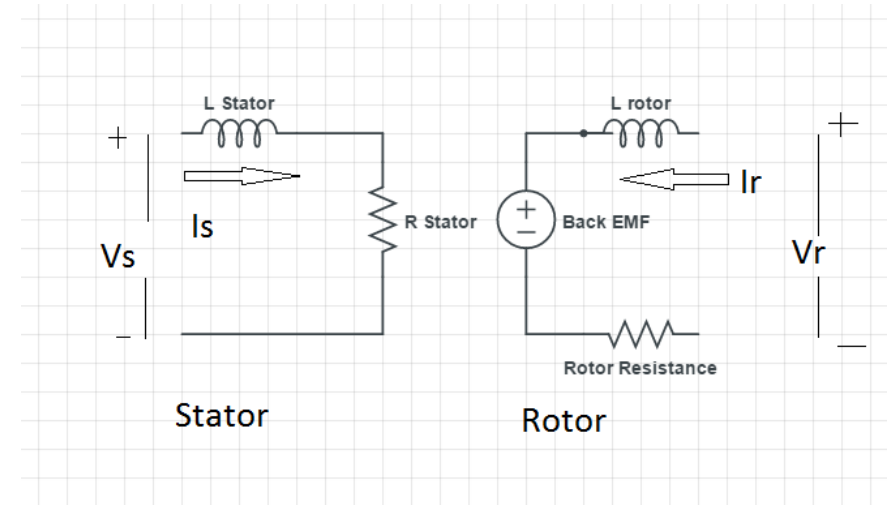 L Stator
L rotor
+
+
Ir
Is
R Stator
+
−
Back EMF
Vs
Vr
−
−
Rotor Resistance
Stator
Rotor